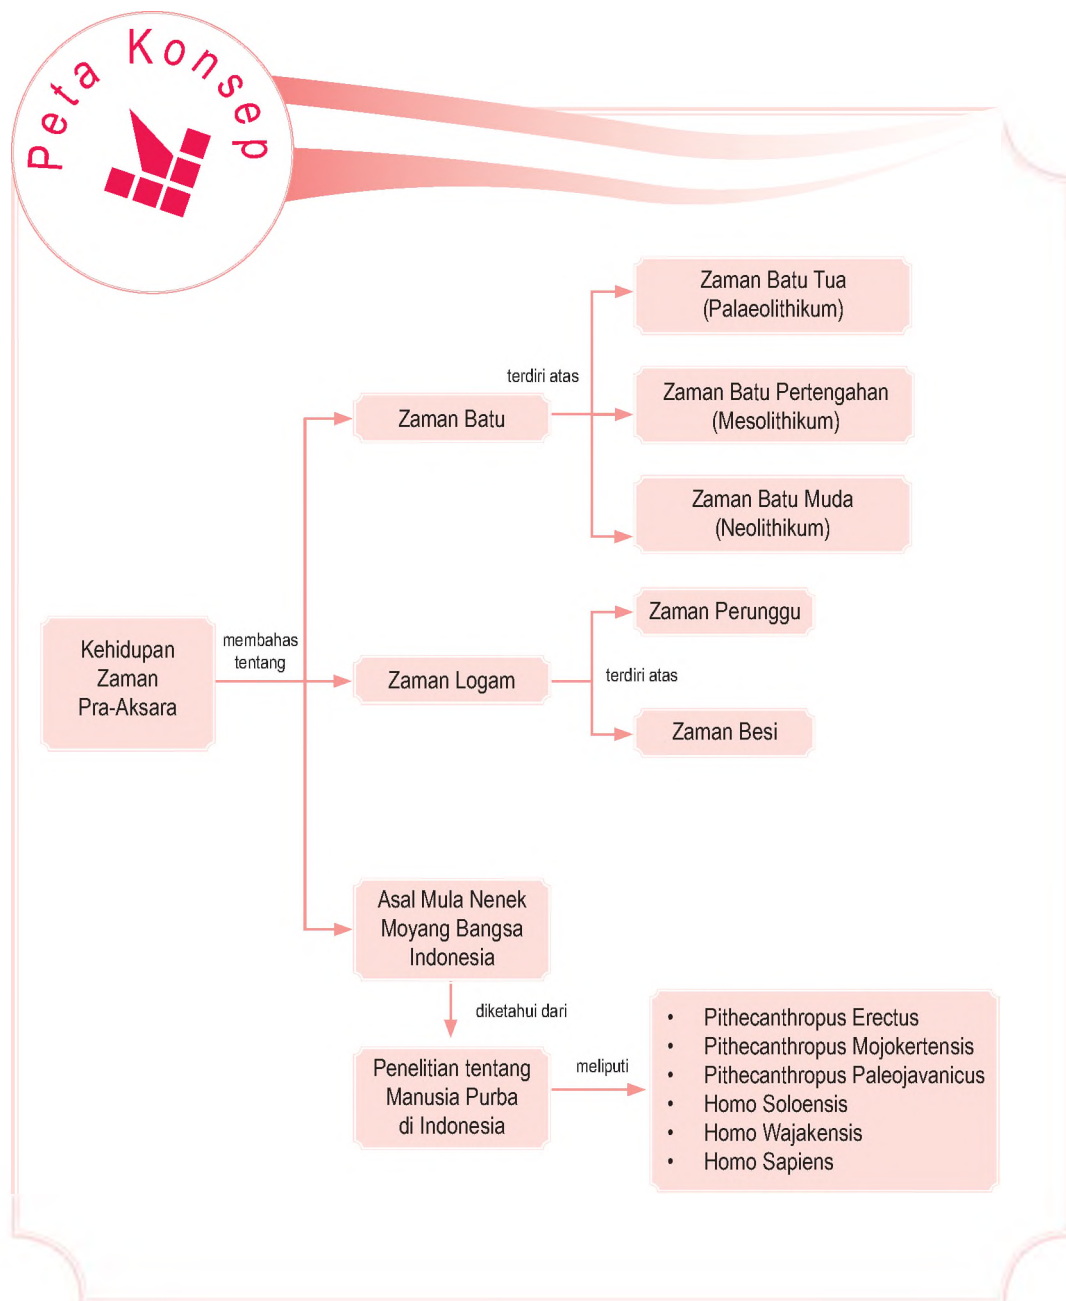 Peta Konsep
Zaman Batu Tua
(Palaeolithikum)
terdiri atas
Zaman Batu Pertengahan
(Mesolithikum)
Zaman Batu
Zaman Batu Muda
(Neolithikum)
Zaman Perunggu
Kehidupan
Zaman
Pra-Aksara
membahas
tentang
Zaman Logam
terdiri atas
Zaman Besi
Asal Mula Nenek
Moyang Bangsa
Indonesia
diketahui dari
Penelitian tentang
Manusia Purba
di Indonesia
meliputi
• Pithecanthropus Erectus
• Pithecanthropus Mojokertensis
• Pithecanthropus Paleojavanicus
• Homo Soloensis
• Homo Wajakensis
• Homo Sapiens